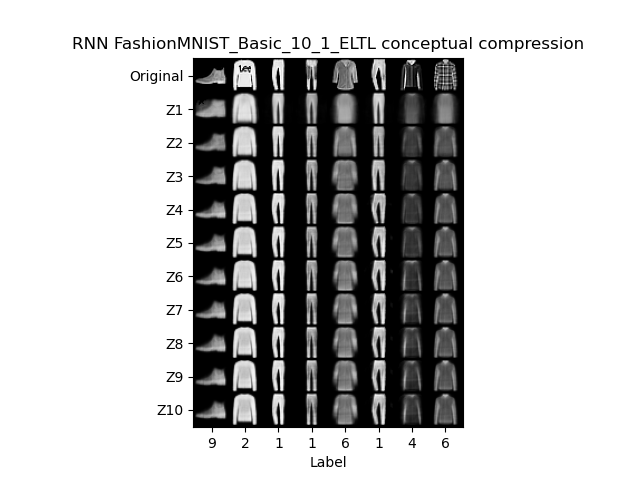 RNN FashionMNIST_Basic_10_1_ELTL conceptual compression
Original
Lee
Z1
Z2
Z3
Z4
Z5
Z6
Z7
Z8
Z9
Z10
9 2 1 1 6 1 4 6
Label